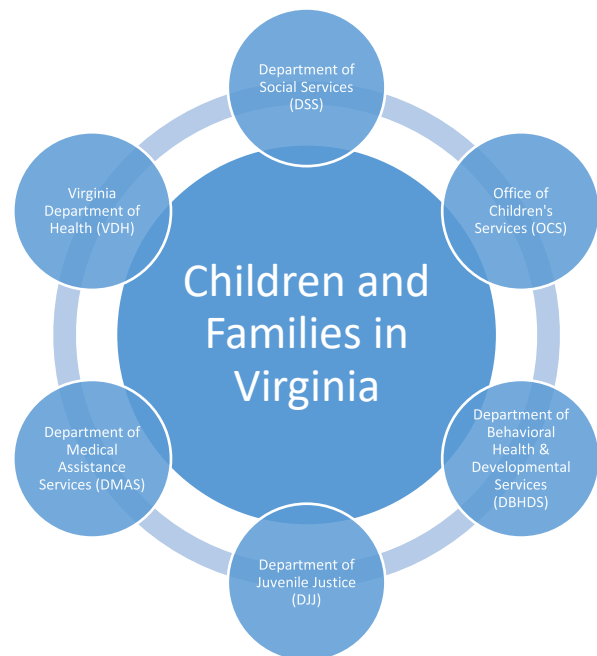 Department of
Social Services
(DSS)
Office of
Children's
Services (OCS)
Department of
Behavioral
Health &
Developmental
Services
(DBHDS)
Department of
Juvenile Justice
(DJJ)
Department of
Medical
Assistance
Services (DMAS)
Virginia
Department of
Health (VDH)
Children and
Families in
Virginia